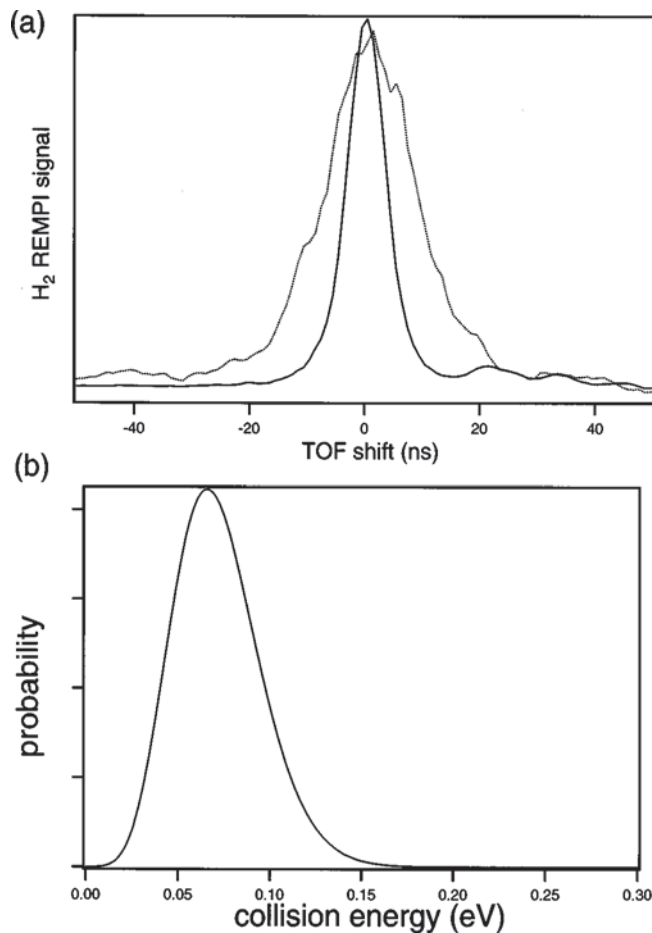 (a)
H₂ REMPI signal
-40 -20 0 20 40
TOF shift (ns)
(b)
probability
0.00 0.05 0.10 0.15 0.20 0.25 0.30
collision energy (eV)